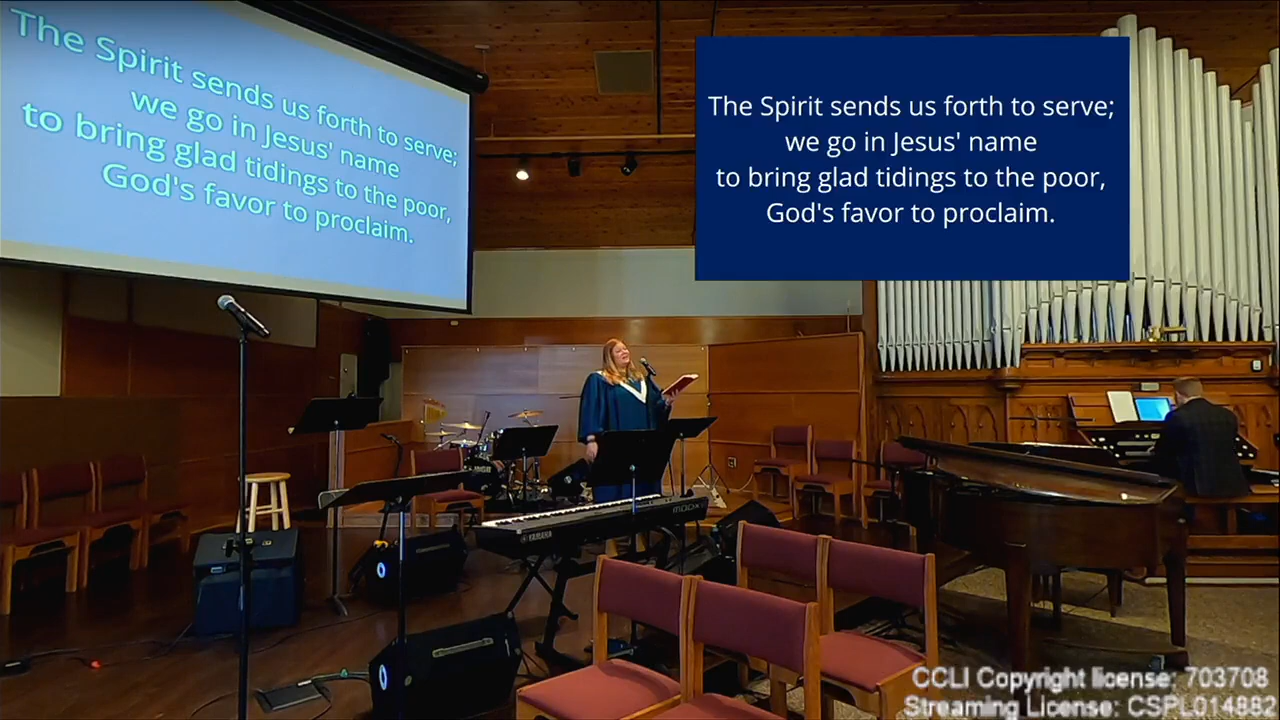 The Spirit sends us forth to serve;
we go in Jesus' name
to bring glad tidings to the poor,
God's favor to proclaim.
The Spirit sends us forth to serve;
we go in Jesus' name
to bring glad tidings to the poor,
God's favor to proclaim.
YAMAHA
MODX
CCLI Copyright license: 703708
Streaming License: CSPL014882